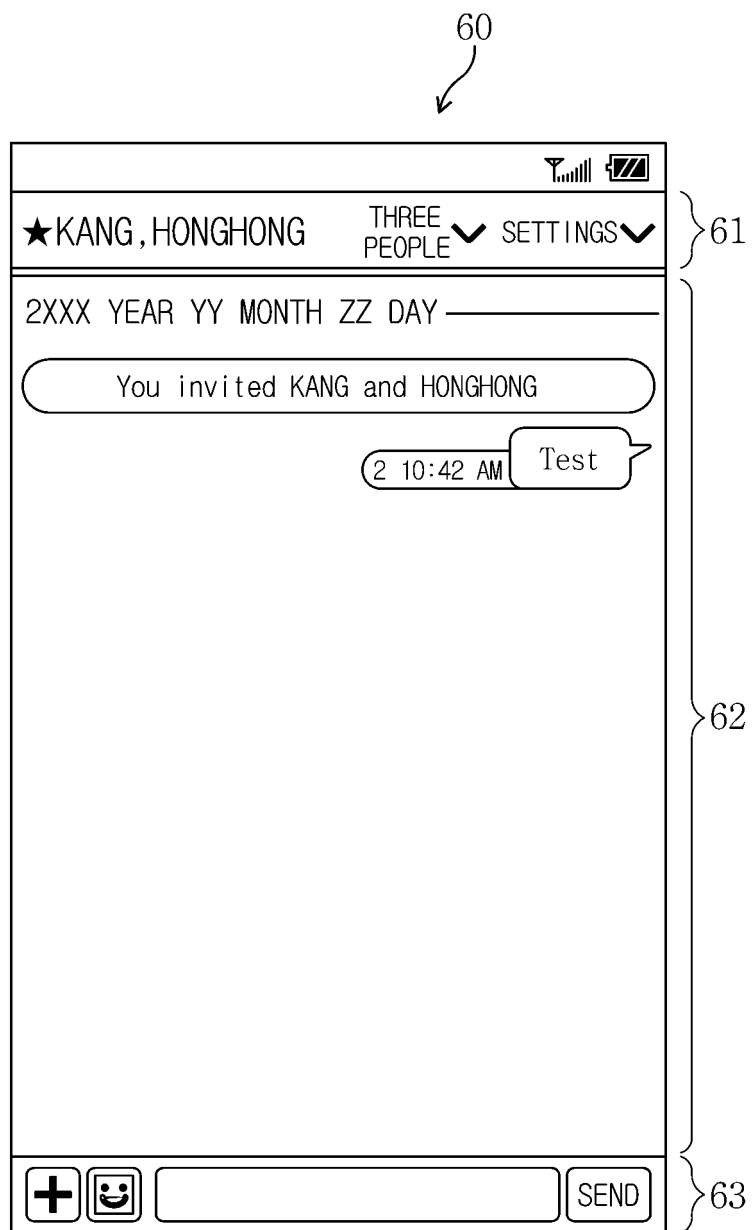 60
★KANG,HONGHONG THREE PEOPLE SETTINGS
61
2XXX YEAR YY MONTH ZZ DAY
You invited KANG and HONGHONG
2 10:42 AM Test
62
SEND
63